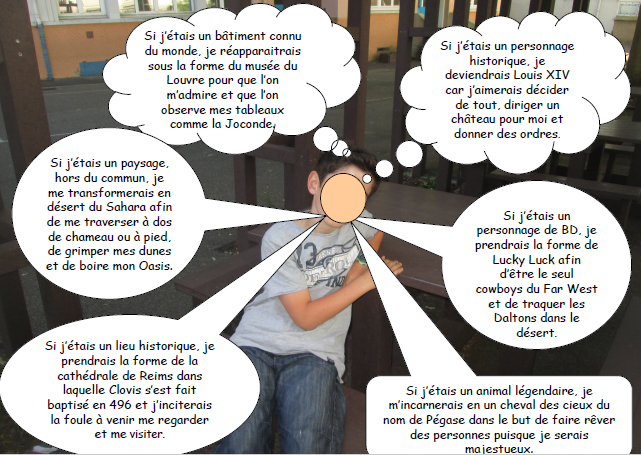 Si j'étais un bâtiment connu
du monde, je réapparaitrais
sous la forme du musée du
Louvre pour que l'on
m'admire et que l'on
observe mes tableaux
comme la Joconde.
Si j'étais un personnage
historique, je
deviendrais Louis XIV
car j'aimerais décider
de tout, diriger un
château pour moi et
donner des ordres.
Si j'étais un paysage,
hors du commun, je
me transformerais en
désert du Sahara afin
de me traverser à dos
de chameau ou à pied,
de grimper mes dunes
et de boire mon Oasis.
Si j'étais un
personnage de BD, je
prendrais la forme de
Lucky Luck afin
d'être le seul
cowboys du Far West
et de traquer les
Daltons dans le
désert.
Si j'étais un lieu historique, je
prendrais la forme de la
cathédrale de Reims dans
laquelle Clovis s'est fait
baptisé en 496 et j'inciterais
la foule à venir me regarder
et me visiter.
Si j'étais un animal légendaire, je
m'incarnerais en un cheval des cieux du
nom de Pégase dans le but de faire rêver
des personnes puisque je serais
majestueux.